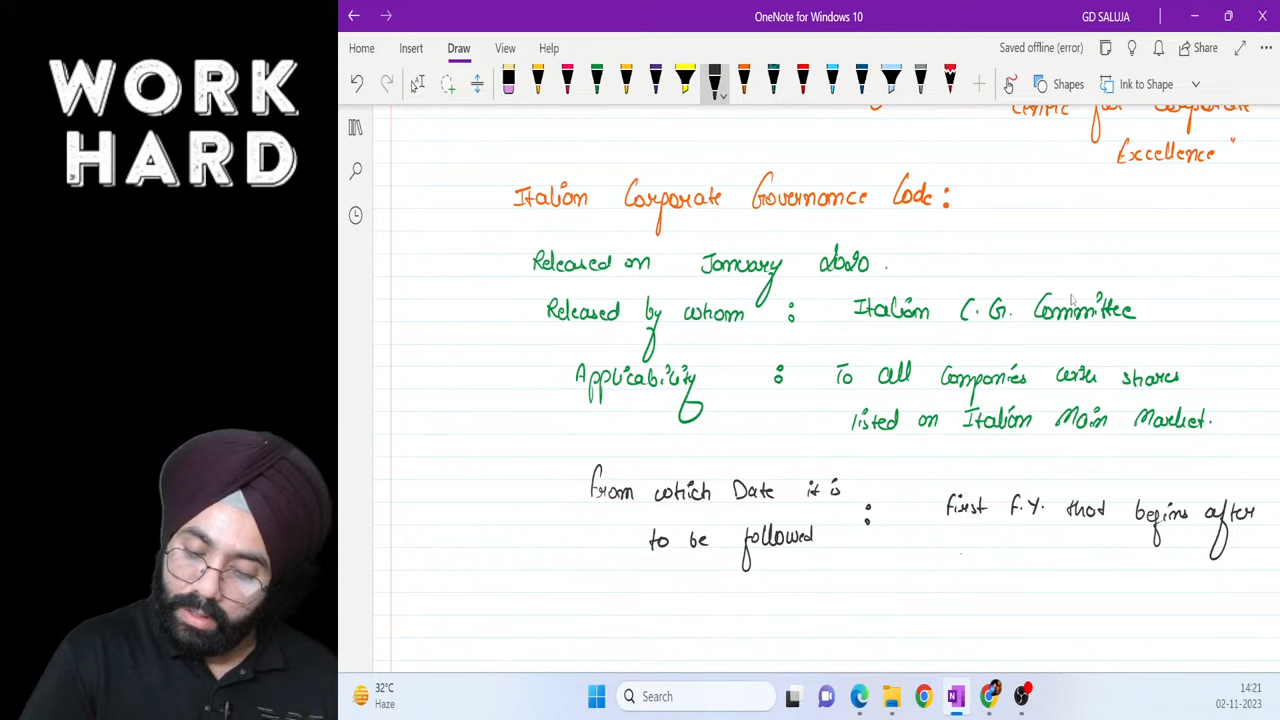 WORK
HARD
OneNote for Windows 10
GD SALUJA
Home Insert Draw View Help
Saved offline (error)
Share
Shapes
Ink to Shape
for Corporate
Excellence"
Italian Corporate Governance Code:
Released on January 2020.
Released by whom : Italian C.G. Committee
Applicability : To all Companies with shares
listed on Italian Main Market.
From which Date it is
to be followed : First F.Y. that begins after
32°C
Haze
Search
14:21
02-11-2023